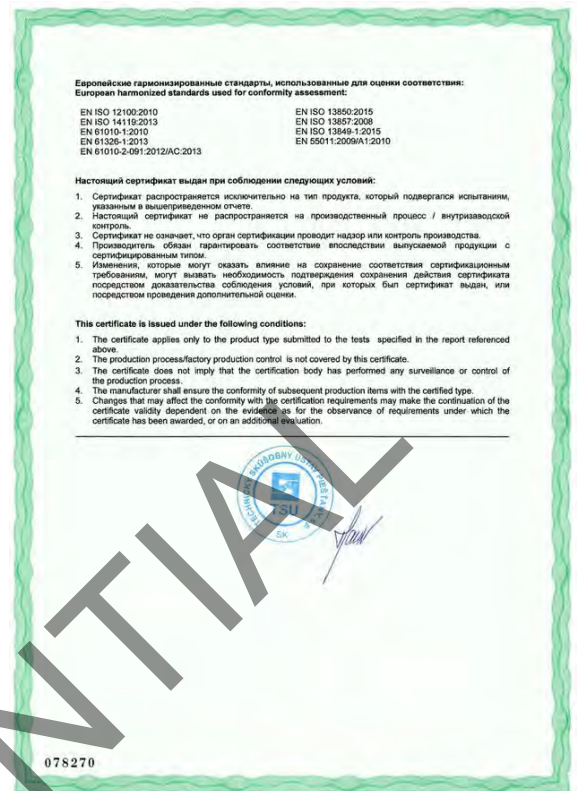 Европейские гармонизированные стандарты, использованные для оценки соответствия:
European harmonized standards used for conformity assessment:
EN ISO 12100:2010
EN ISO 14119:2013
EN 61010-1:2010
EN 61326-1:2013
EN 61010-2-091:2012/AC:2013
EN ISO 13850:2015
EN ISO 13857:2008
EN ISO 13849-1:2015
EN 55011:2009/A1:2010
Настоящий сертификат выдан при соблюдении следующих условий:
1. Сертификат распространяется исключительно на тип продукта, который подвергался испытаниям,
указанным в вышеприведенном отчете.
2. Настоящий сертификат не распространяется на производственный процесс / внутризаводской
контроль.
3. Сертификат не означает, что орган сертификации проводит надзор или контроль производства.
4. Производитель обязан гарантировать соответствие впоследствии выпускаемой продукции с
сертифицированным типом.
5. Изменения, которые могут оказать влияние на сохранение соответствия сертификационным
требованиям, могут вызвать необходимость подтверждения сохранения действия сертификата
посредством доказательства соблюдения условий, при которых был сертификат выдан, или
посредством проведения дополнительной оценки.
This certificate is issued under the following conditions:
1. The certificate applies only to the product type submitted to the tests specified in the report referenced
above.
2. The production process/factory production control is not covered by this certificate.
3. The certificate does not imply that the certification body has performed any surveillance or control of
the production process.
4. The manufacturer shall ensure the conformity of subsequent production items with the certified type.
5. Changes that may affect the conformity with the certification requirements may make the continuation of the
certificate validity dependent on the evidence as for the observance of requirements under which the
certificate has been awarded, or on an additional evaluation.
TECHNICKÝ SKÚŠOBNÝ ÚSTAV PIEŠŤANY
TSU
SK
NTIAL
078270